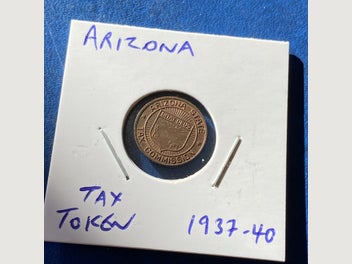 ARIZONA
ARIZONA STATE
TAX COMMISSION
TAX
TOKEN
1937-40